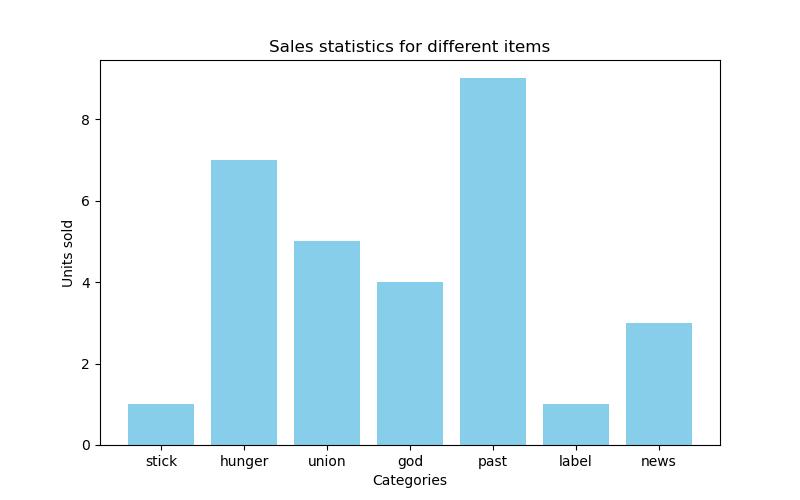 Sales statistics for different items
8
6
4
2
0
Units sold
stick hunger union god past label news
Categories